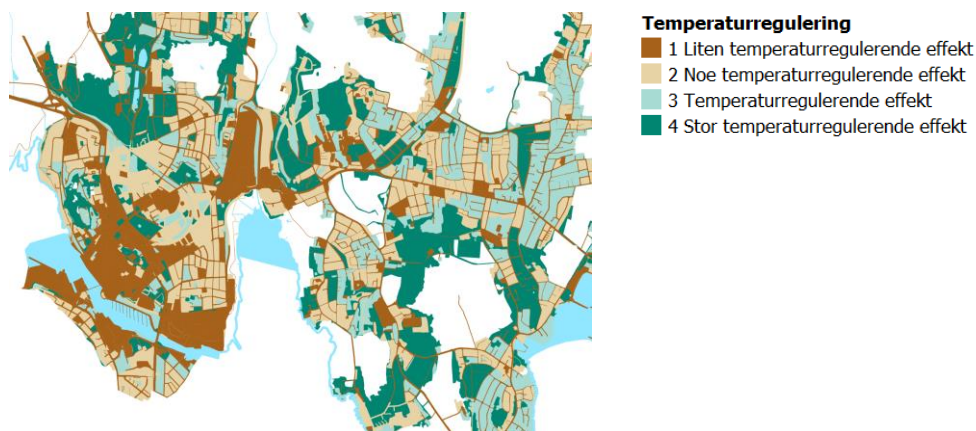 Temperaturregulering
1 Liten temperaturregulerende effekt
2 Noe temperaturregulerende effekt
3 Temperaturregulerende effekt
4 Stor temperaturregulerende effekt